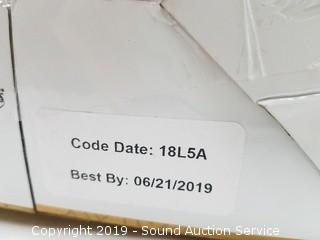 Code Date: 18L5A
Best By: 06/21/2019
Copyright 2019 - Sound Auction Service